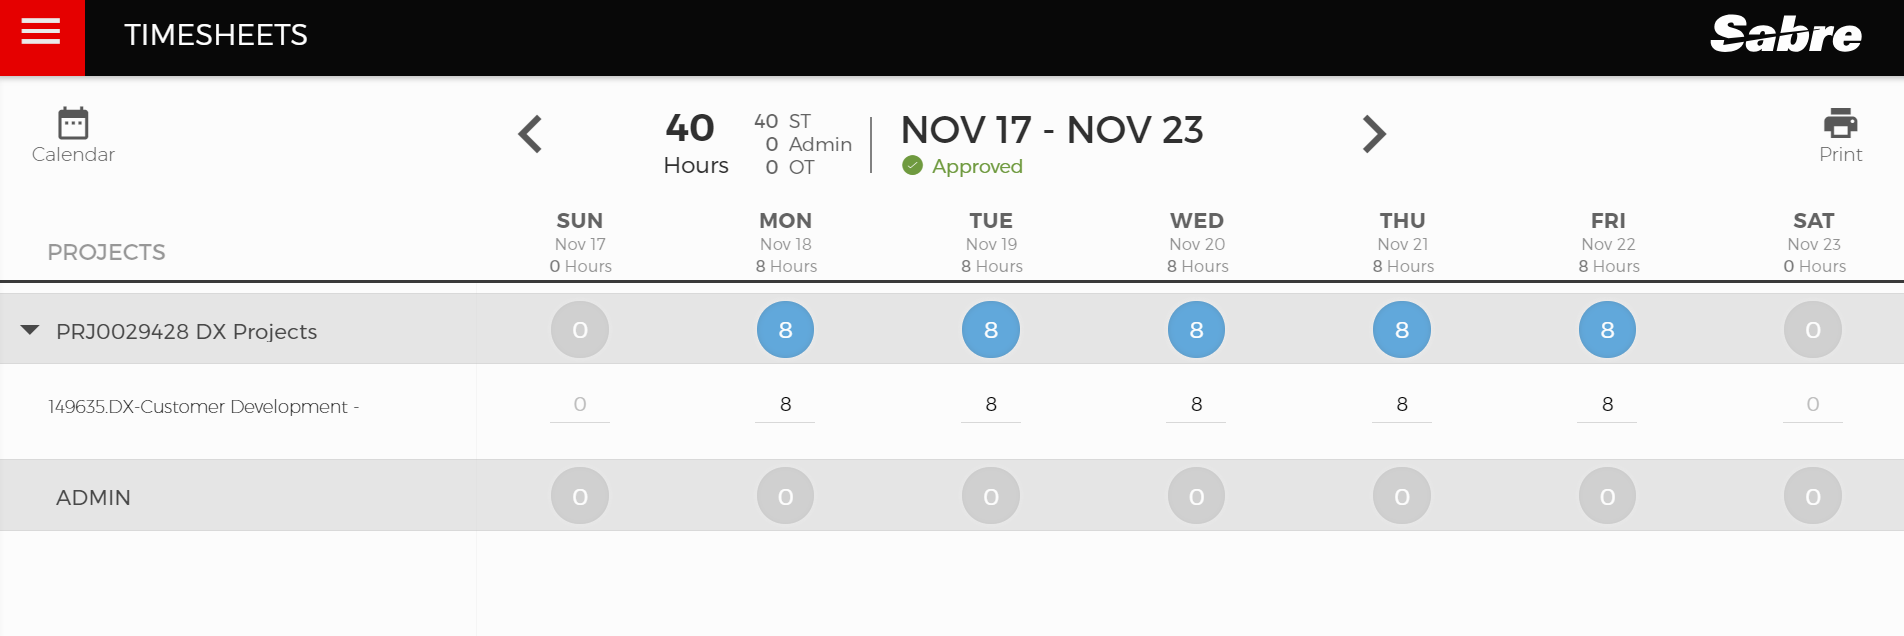 TIMESHEETS
Sabre
Calendar
40
Hours
40 ST
0 Admin
0 OT
NOV 17 - NOV 23
Approved
Print
PROJECTS
SUN MON TUE WED THU FRI SAT
Nov 17 Nov 18 Nov 19 Nov 20 Nov 21 Nov 22 Nov 23
0 Hours 8 Hours 8 Hours 8 Hours 8 Hours 8 Hours 0 Hours
PRJ0029428 DX Projects 0 8 8 8 8 8 0
149635.DX-Customer Development - 0 8 8 8 8 8 0
ADMIN 0 0 0 0 0 0 0